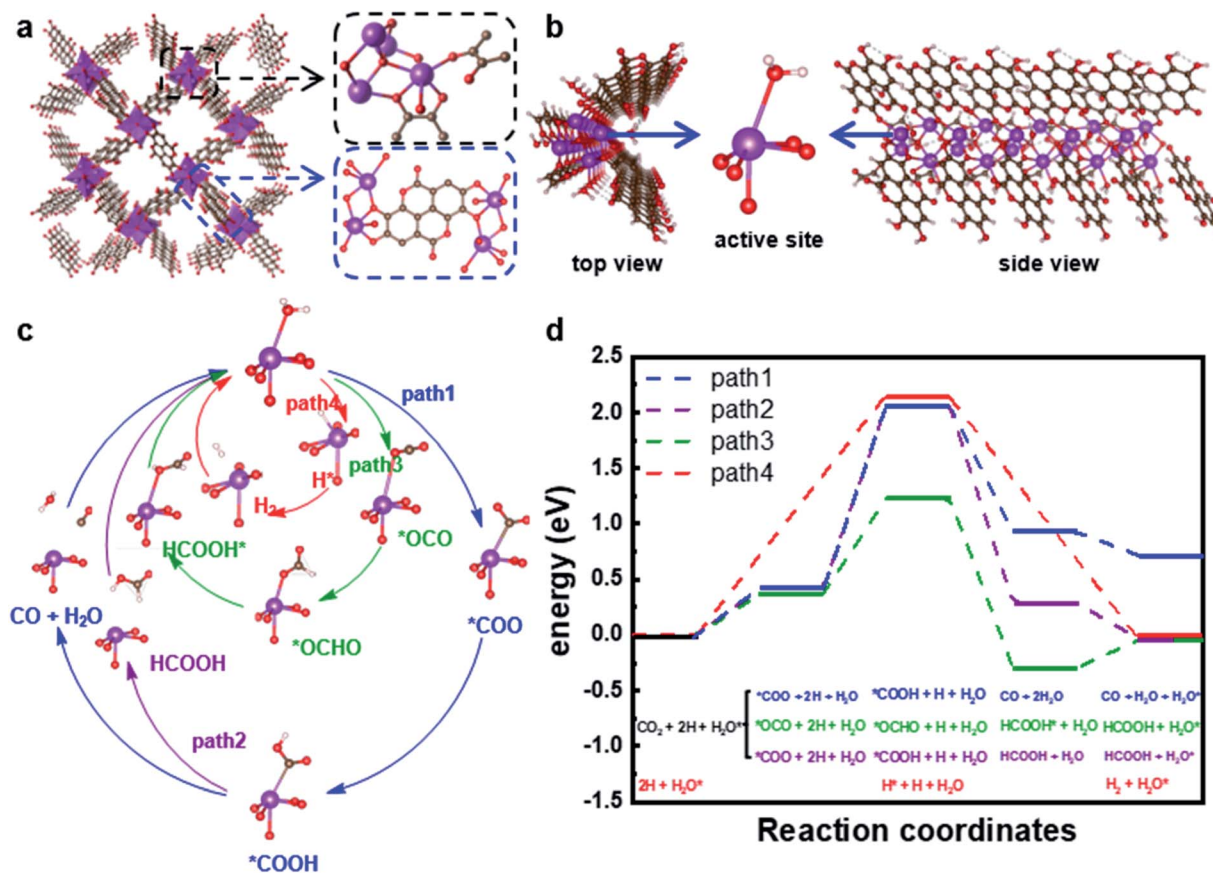 a
b
top view
active site
side view
c
path1
path4
path3
H*
H₂
*OCO
HCOOH*
*COO
CO + H₂O
*OCHO
HCOOH
path2
*COOH
d
energy (eV)
2.5
2.0
1.5
1.0
0.5
0.0
-0.5
-1.0
-1.5
path1
path2
path3
path4
*COO + 2H + H₂O *COOH + H + H₂O CO + 2H₂O CO + H₂O + H₂O*
CO₂ + 2H + H₂O* *OCO + 2H + H₂O *OCHO + H + H₂O HCOOH* + H₂O HCOOH + H₂O*
*COO + 2H + H₂O *COOH + H + H₂O HCOOH + H₂O HCOOH + H₂O*
2H + H₂O* H* + H + H₂O H₂ + H₂O*
Reaction coordinates